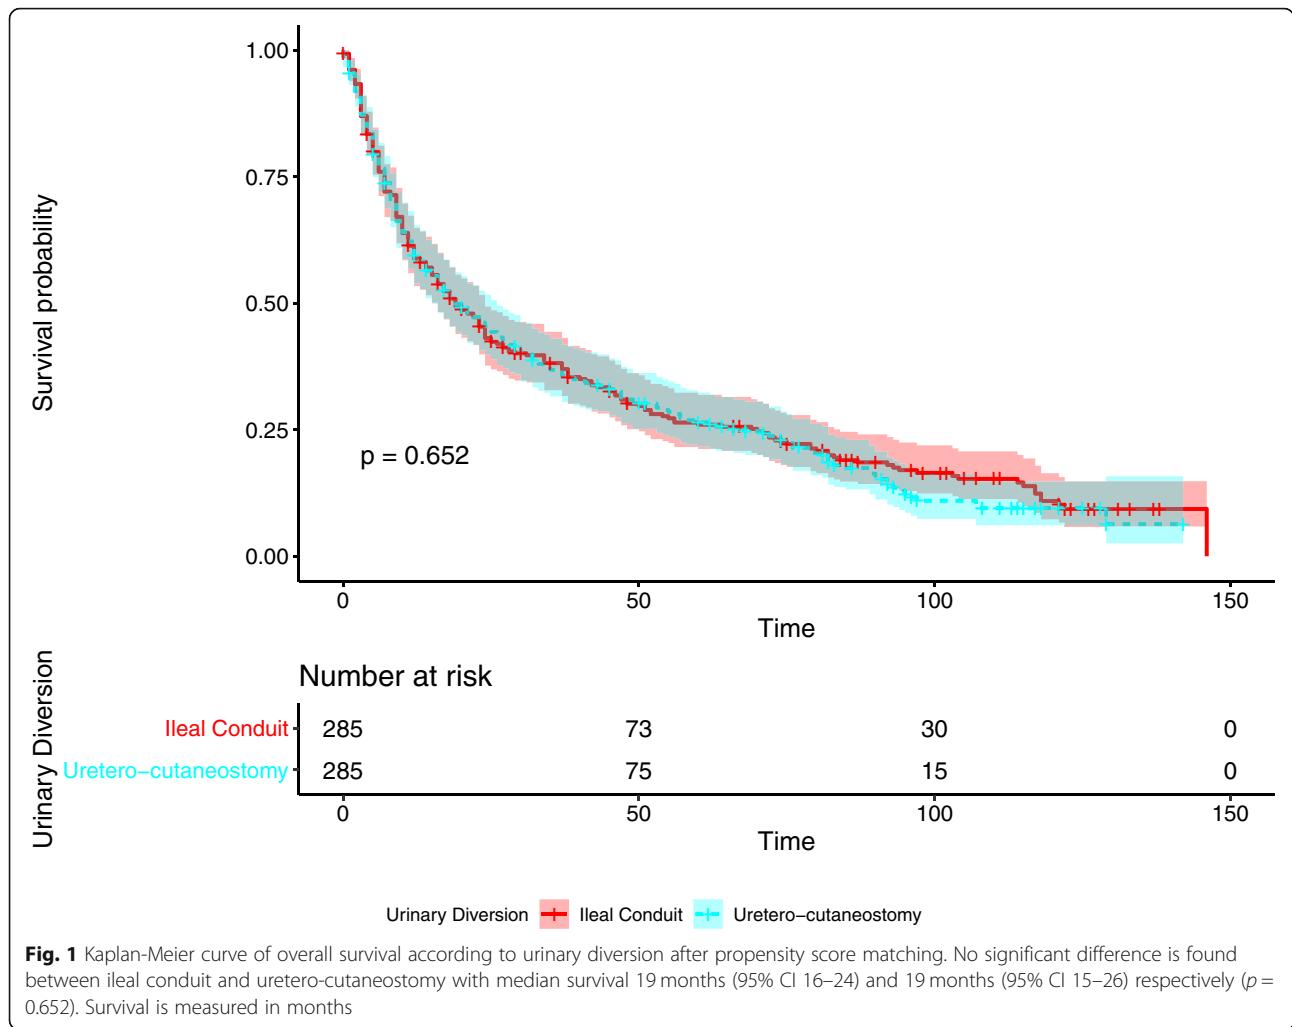 1.00
0.75
0.50
0.25
0.00
Survival probability
p = 0.652
0 50 100 150
Time
Number at risk
Urinary Diversion
Ileal Conduit 285 73 30 0
Uretero−cutaneostomy 285 75 15 0
0 50 100 150
Time
Urinary Diversion Ileal Conduit Uretero−cutaneostomy
Fig. 1 Kaplan-Meier curve of overall survival according to urinary diversion after propensity score matching. No significant difference is found
between ileal conduit and uretero-cutaneostomy with median survival 19 months (95% CI 16–24) and 19 months (95% CI 15–26) respectively (p =
0.652). Survival is measured in months